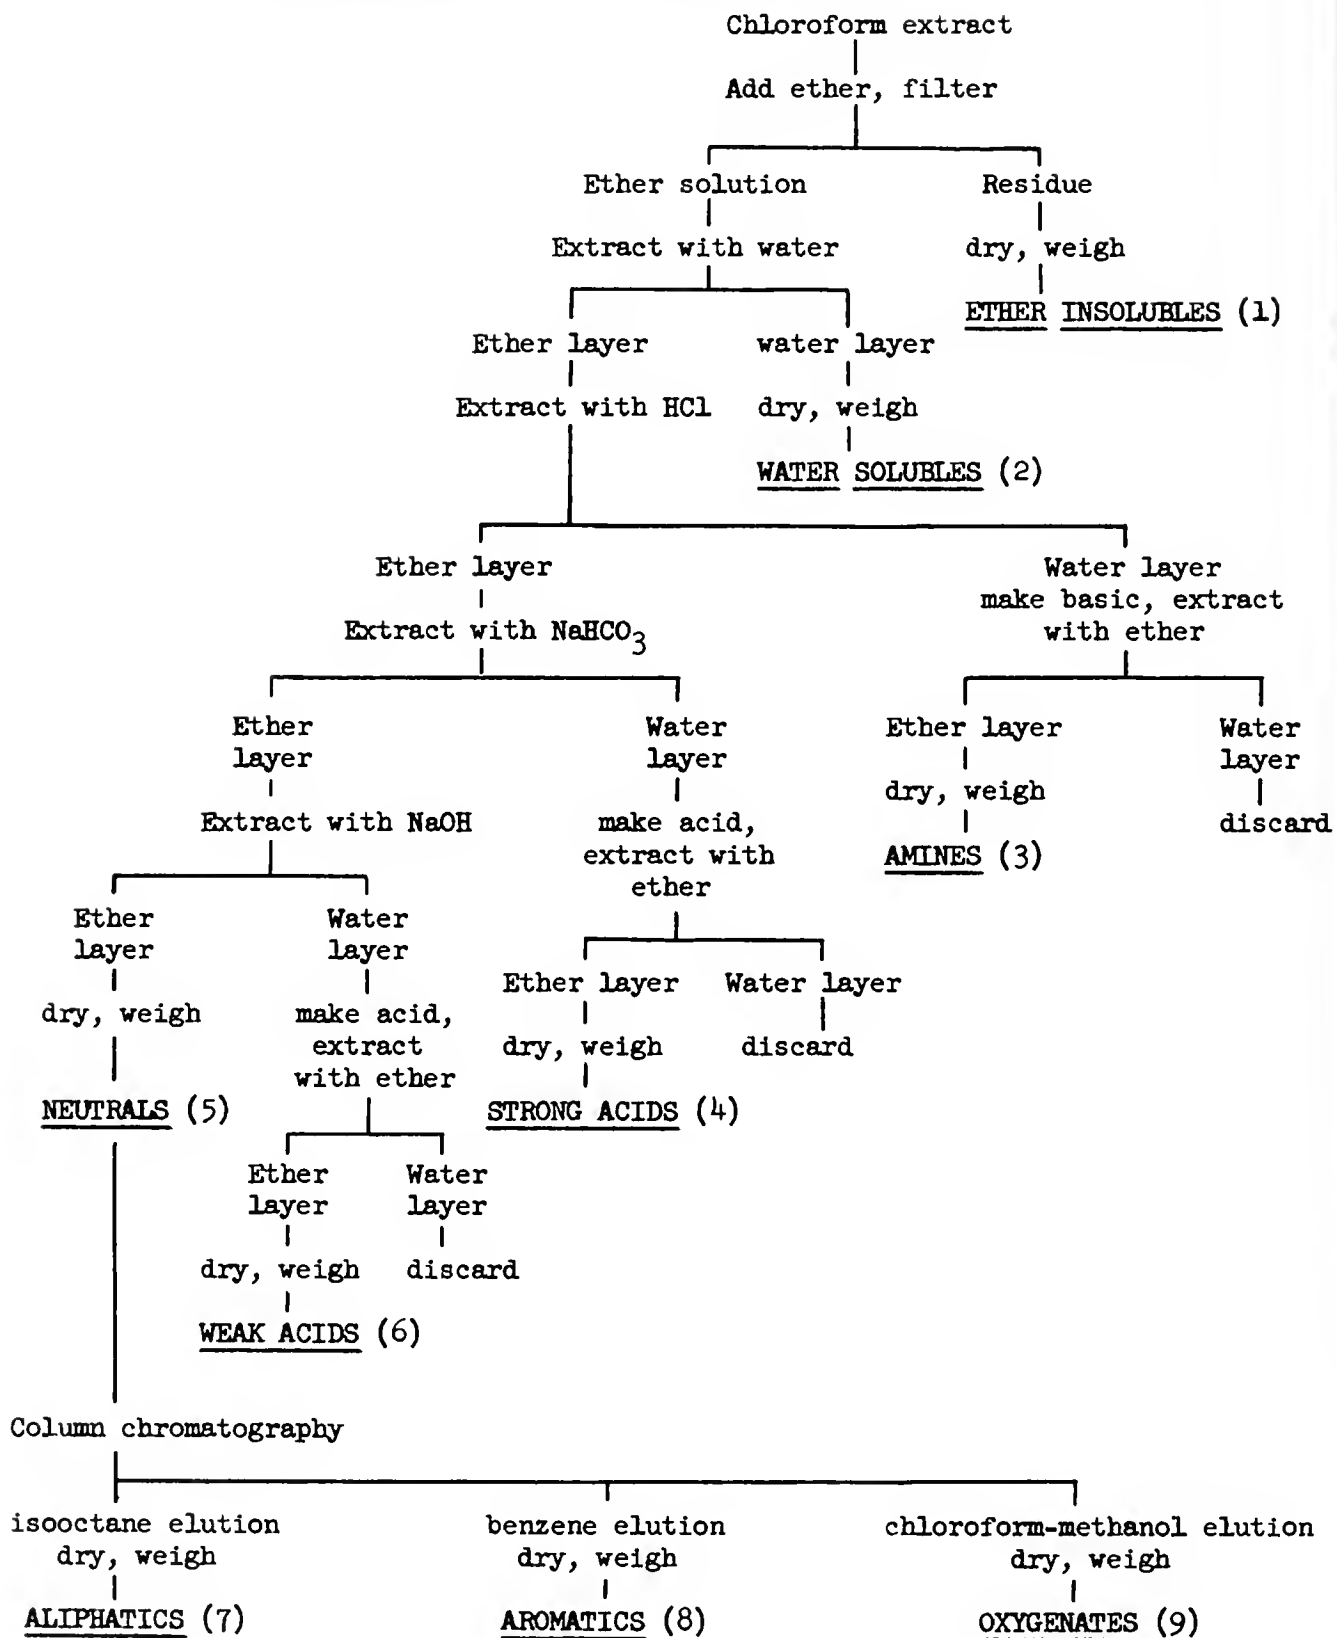 Chloroform extract
Add ether, filter
Ether solution
Residue
Extract with water
dry, weigh
ETHER INSOLUBLES (1)
Ether layer
water layer
Extract with HCl
dry, weigh
WATER SOLUBLES (2)
Ether layer
Extract with NaHCO3
Water layer
make basic, extract
with ether
Ether
layer
Extract with NaOH
Water
layer
make acid,
extract with
ether
Ether layer
dry, weigh
AMINES (3)
Water
layer
discard
Ether
layer
dry, weigh
NEUTRALS (5)
Water
layer
make acid,
extract
with ether
Ether layer
dry, weigh
STRONG ACIDS (4)
Water layer
discard
Ether
layer
dry, weigh
WEAK ACIDS (6)
Water
layer
discard
Column chromatography
isooctane elution
dry, weigh
ALIPHATICS (7)
benzene elution
dry, weigh
AROMATICS (8)
chloroform-methanol elution
dry, weigh
OXYGENATES (9)